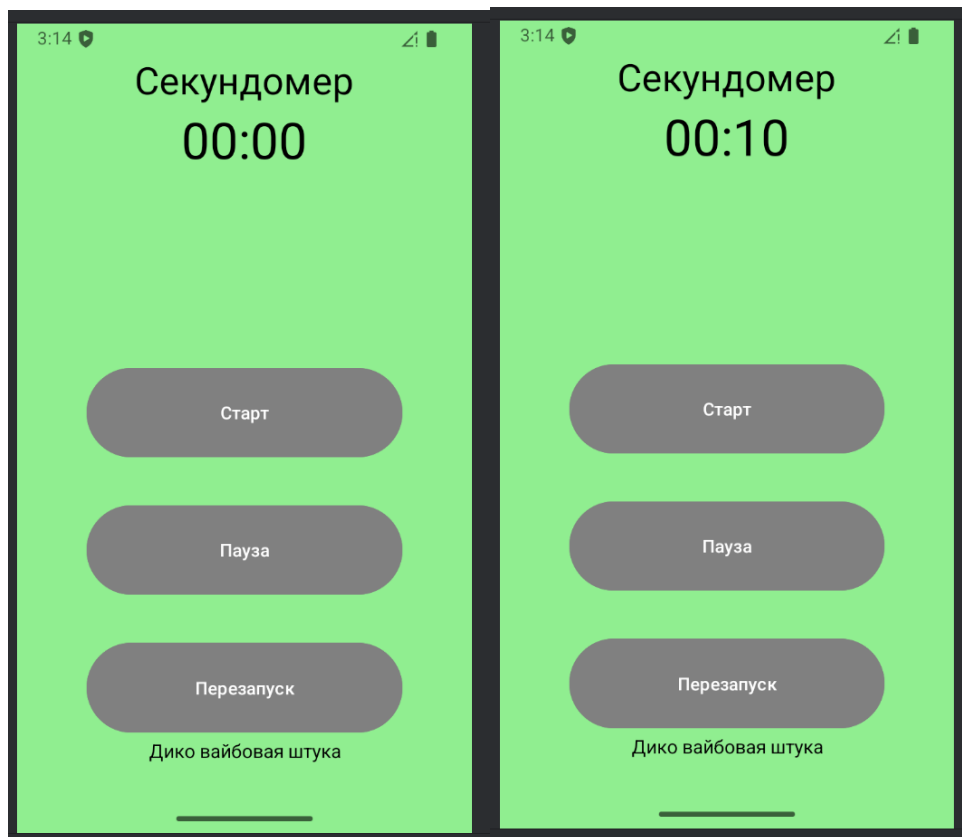 3:14
Секундомер
00:00
Старт
Пауза
Перезапуск
Дико вайбовая штука
3:14
Секундомер
00:10
Старт
Пауза
Перезапуск
Дико вайбовая штука